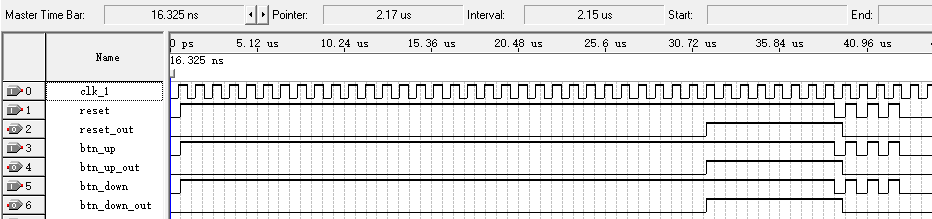 Master Time Bar: 16.325 ns Pointer: 2.17 us Interval: 2.15 us Start: End:
Name
0 ps 5.12 us 10.24 us 15.36 us 20.48 us 25.6 us 30.72 us 35.84 us 40.96 us
16.325 ns
0 clk_1
1 reset
2 reset_out
3 btn_up
4 btn_up_out
5 btn_down
6 btn_down_out